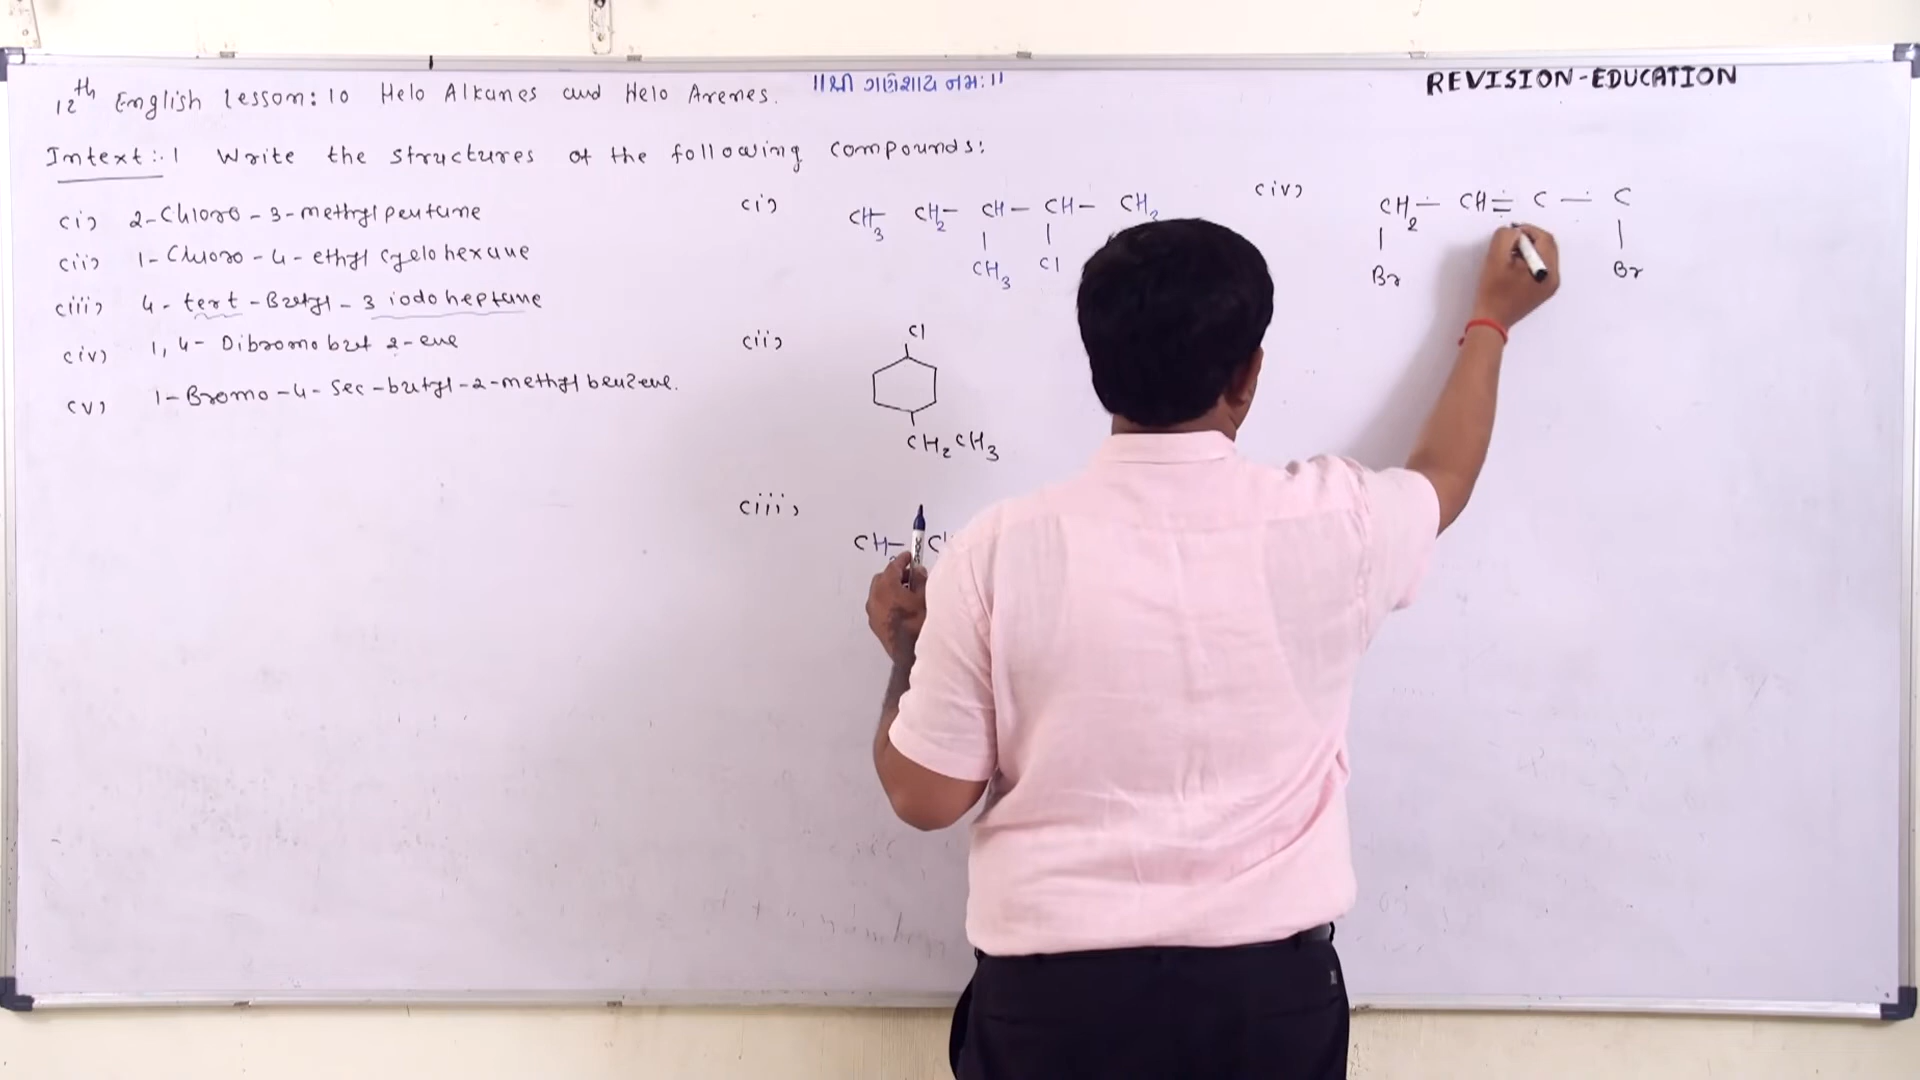 12th English Lesson: 10 Helo Alkanes and Helo Arenes.
॥श्री ગણેશાય નમઃ॥
REVISION-EDUCATION
Intext:-1 Write the structures of the following compounds:
(i) 2-Chloro-3-methyl pentane
(ii) 1-Chloro-4-ethyl cyclohexane
(iii) 4-tert-Butyl-3 iodo heptane
(iv) 1,4-Dibromo but 2-ene
(v) 1-Bromo-4-Sec-butyl-2-methyl benzene.
(i) CH3- CH2- CH- CH- CH3
CH3 Cl
(ii) Cl
CH2CH3
(iii)
CH-
(iv) CH2- CH= C - C
Br Br